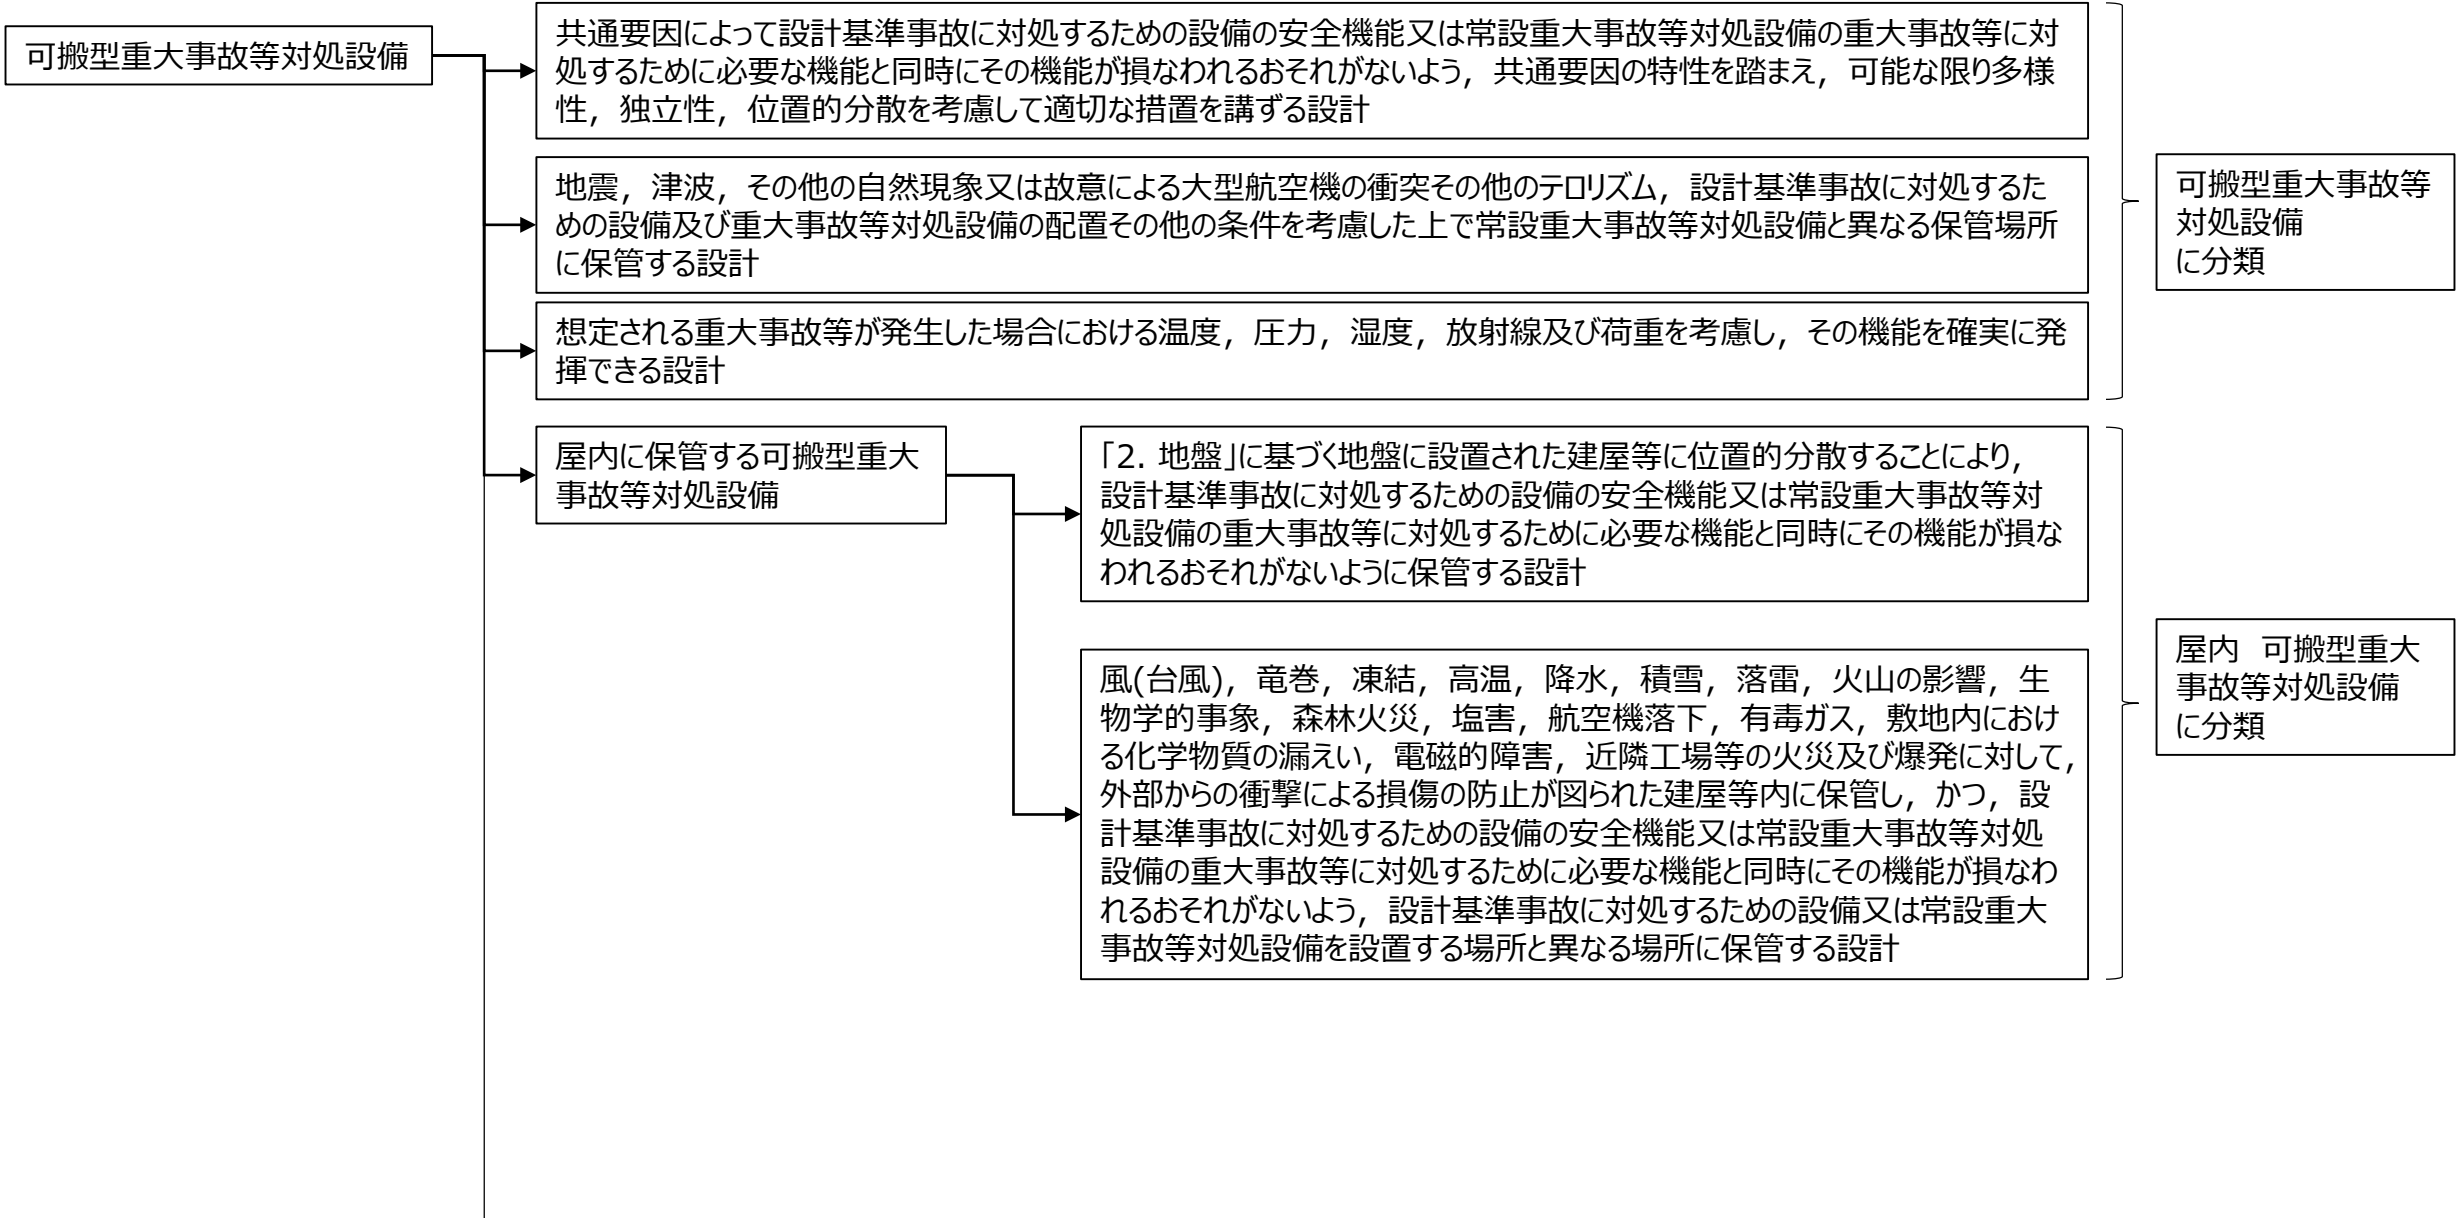 可搬型重大事故等対処設備
共通要因によって設計基準事故に対処するための設備の安全機能又は常設重大事故等対処設備の重大事故等に対
処するために必要な機能と同時にその機能が損なわれるおそれがないよう，共通要因の特性を踏まえ，可能な限り多様
性，独立性，位置的分散を考慮して適切な措置を講ずる設計
地震，津波，その他の自然現象又は故意による大型航空機の衝突その他のテロリズム，設計基準事故に対処するた
めの設備及び重大事故等対処設備の配置その他の条件を考慮した上で常設重大事故等対処設備と異なる保管場所
に保管する設計
想定される重大事故等が発生した場合における温度，圧力，湿度，放射線及び荷重を考慮し，その機能を確実に発
揮できる設計
可搬型重大事故等
対処設備
に分類
屋内に保管する可搬型重大
事故等対処設備
「2. 地盤」に基づく地盤に設置された建屋等に位置的分散することにより，
設計基準事故に対処するための設備の安全機能又は常設重大事故等対
処設備の重大事故等に対処するために必要な機能と同時にその機能が損な
われるおそれがないように保管する設計
風(台風)，竜巻，凍結，高温，降水，積雪，落雷，火山の影響，生
物学的事象，森林火災，塩害，航空機落下，有毒ガス，敷地内におけ
る化学物質の漏えい，電磁的障害，近隣工場等の火災及び爆発に対して，
外部からの衝撃による損傷の防止が図られた建屋等内に保管し，かつ，設
計基準事故に対処するための設備の安全機能又は常設重大事故等対処
設備の重大事故等に対処するために必要な機能と同時にその機能が損なわ
れるおそれがないよう，設計基準事故に対処するための設備又は常設重大
事故等対処設備を設置する場所と異なる場所に保管する設計
屋内　可搬型重大
事故等対処設備
に分類